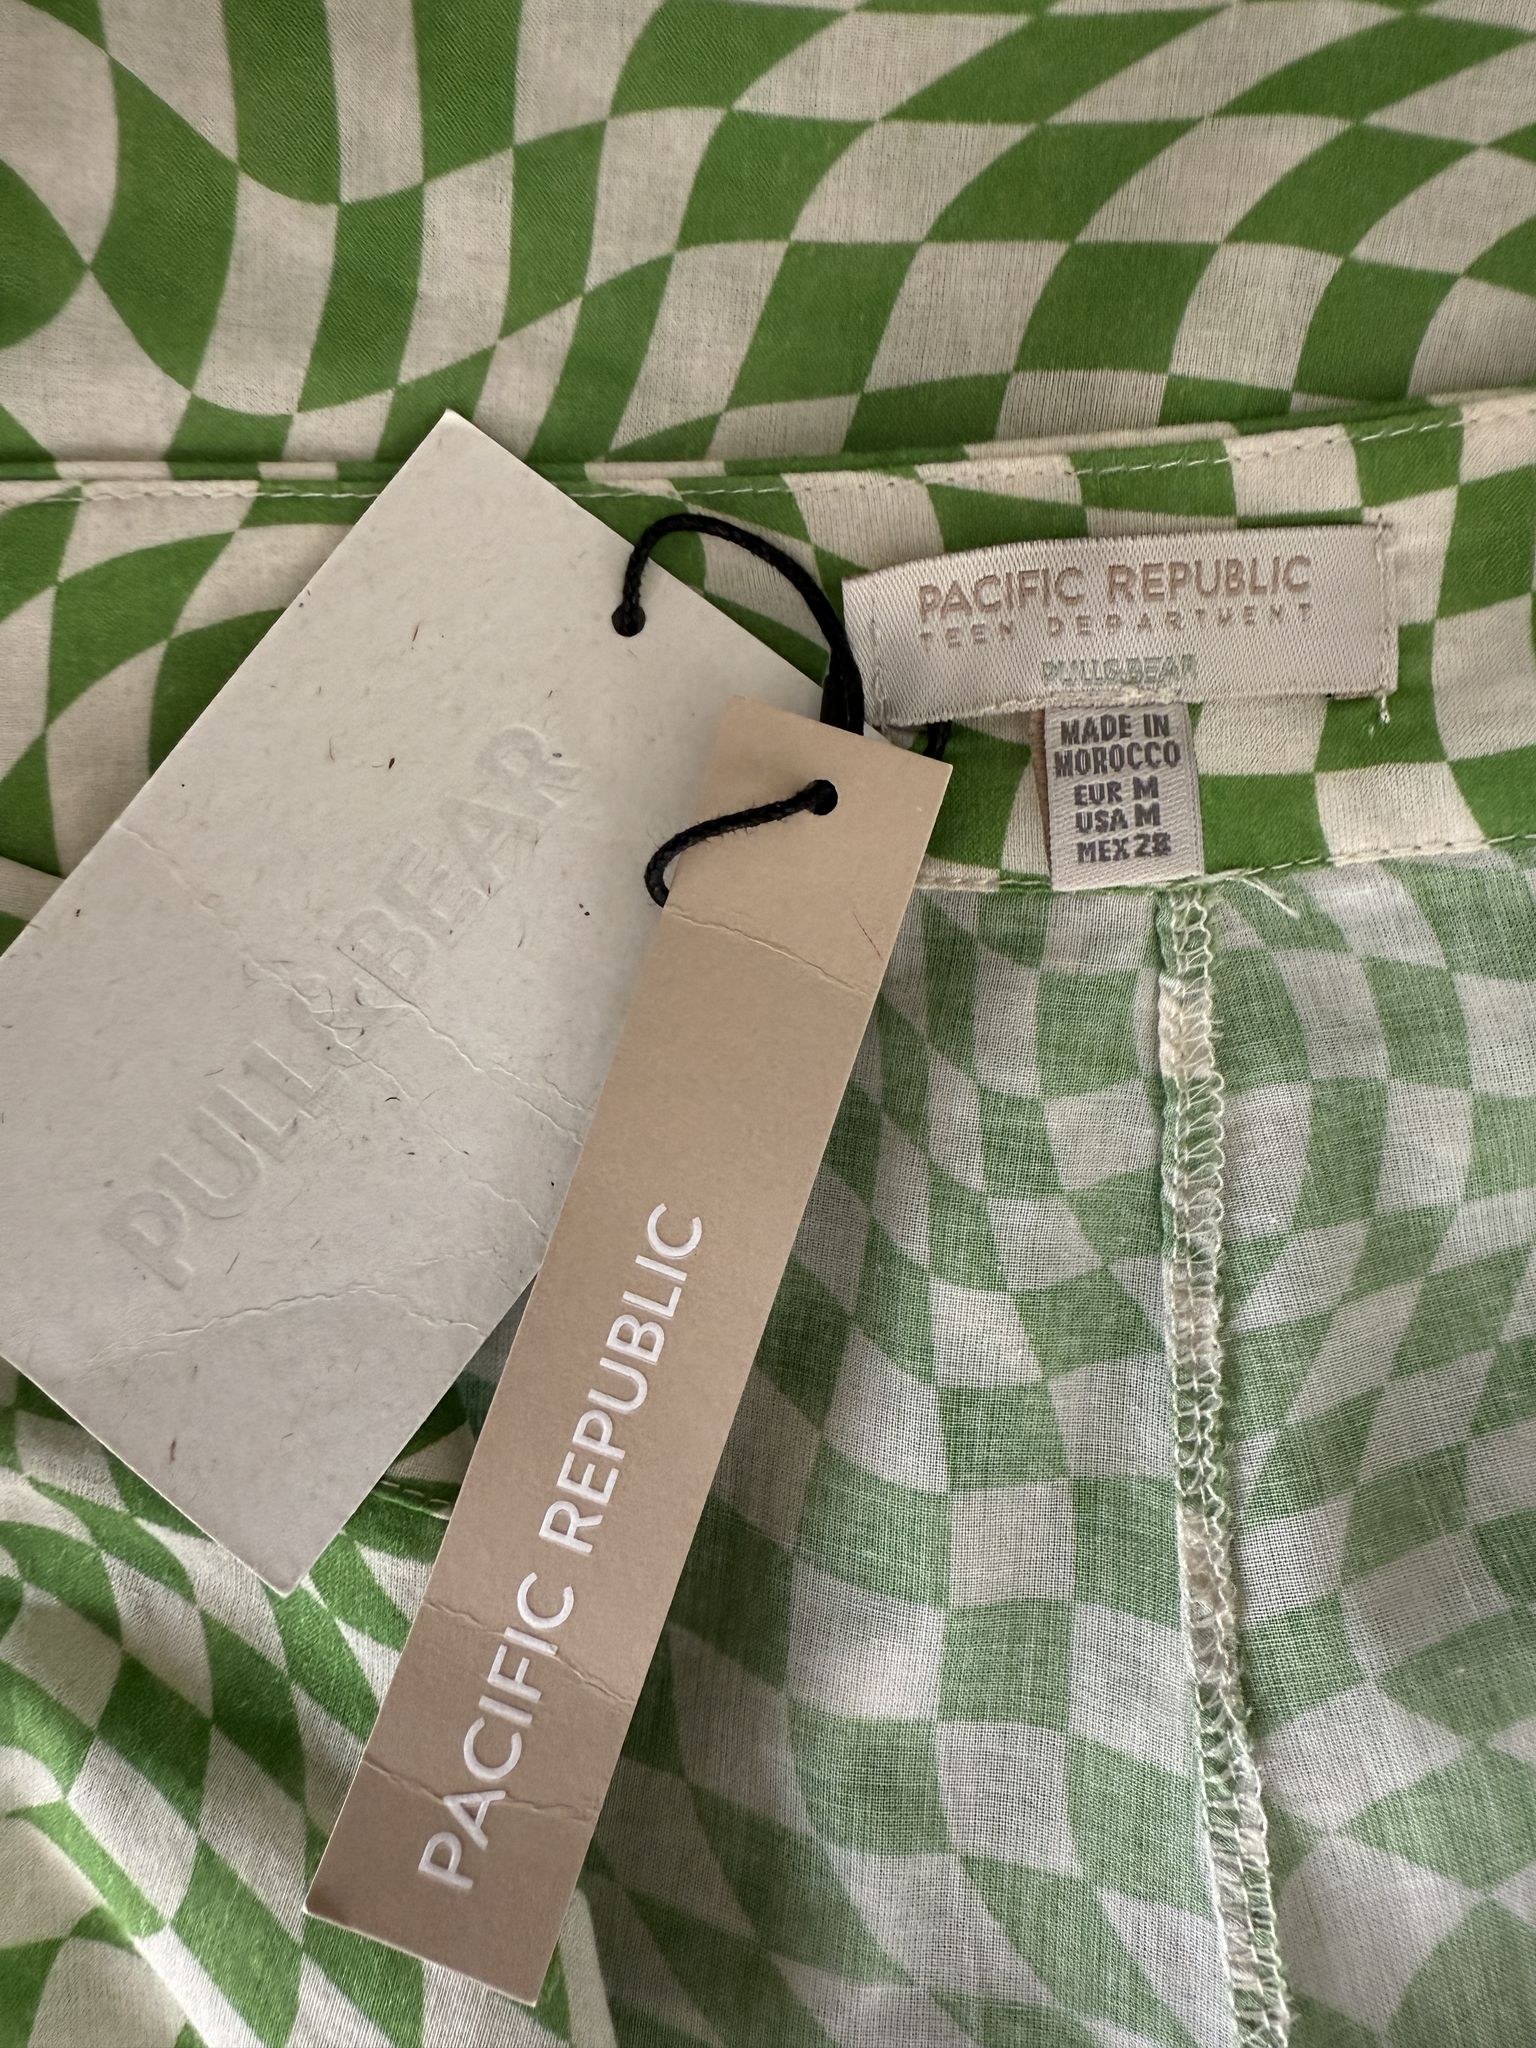 PULL&BEAR
PACIFIC REPUBLIC
PACIFIC REPUBLIC
TEEN DEPARTMENT
PULL&BEAR
MADE IN
MOROCCO
EUR M
USA M
MEX 28